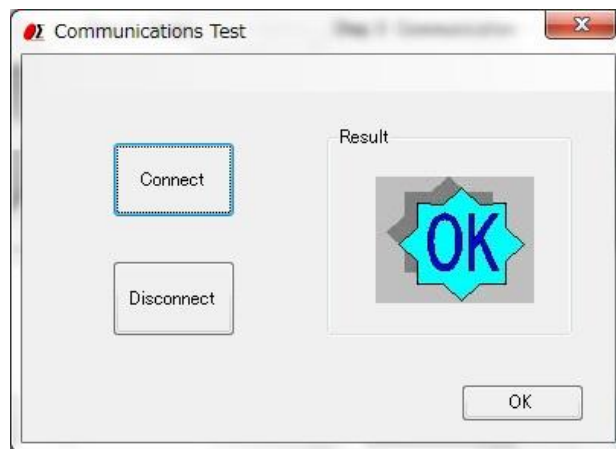 Communications Test
Connect
Disconnect
Result
OK
OK